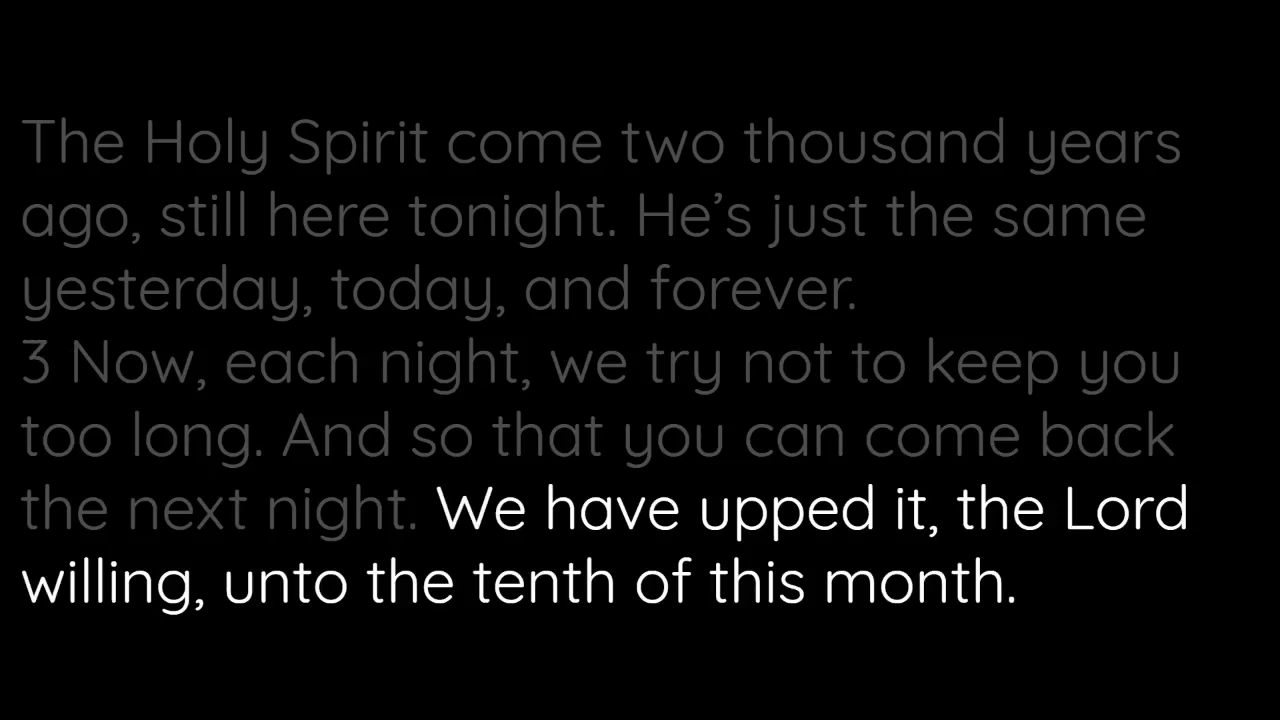 The Holy Spirit come two thousand years
ago, still here tonight. He’s just the same
yesterday, today, and forever.
3 Now, each night, we try not to keep you
too long. And so that you can come back
the next night. We have upped it, the Lord
willing, unto the tenth of this month.